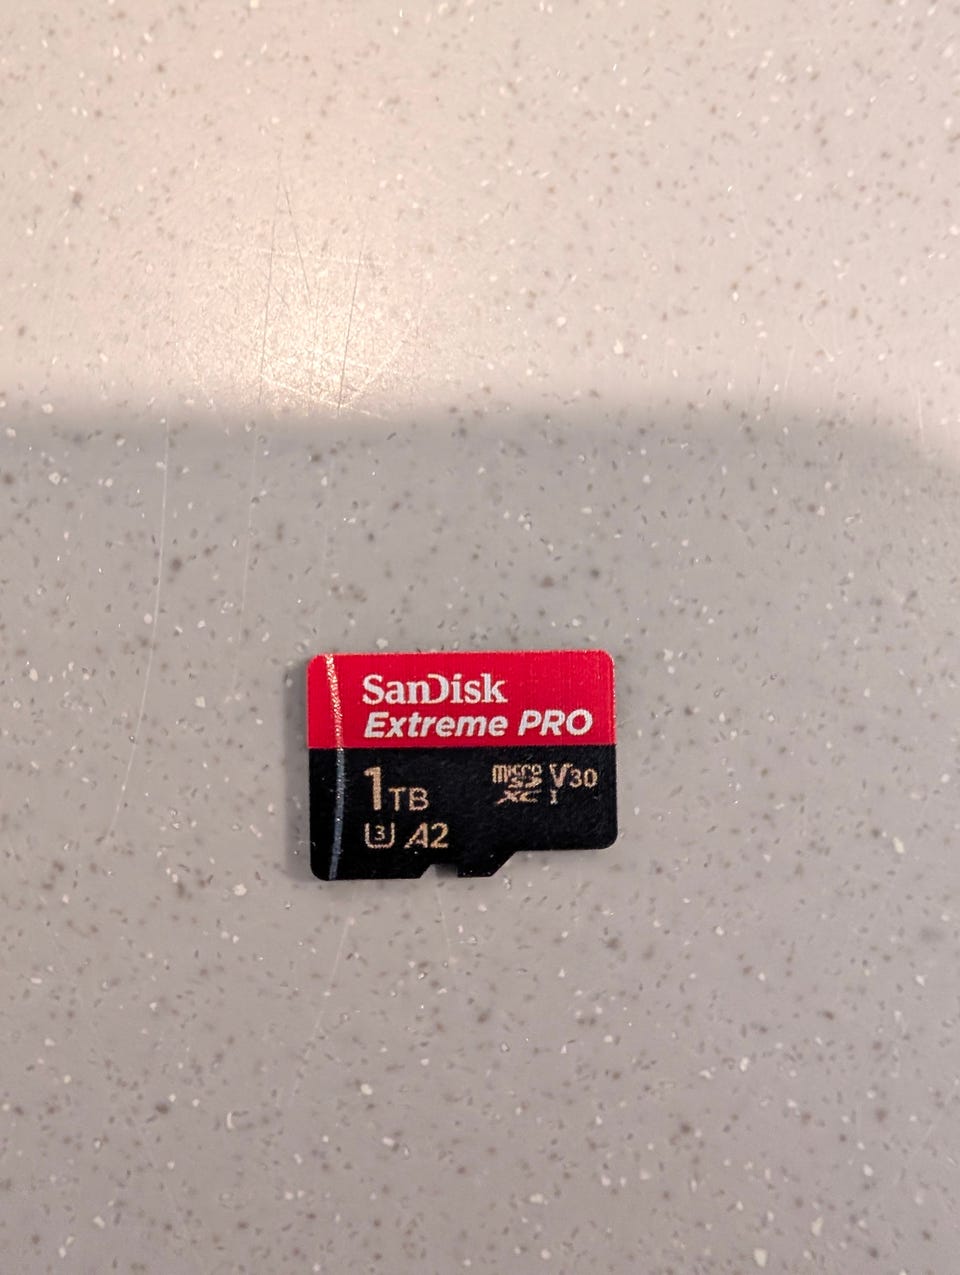 SanDisk
Extreme PRO
1TB
micro SD XC I V30
U3 A2